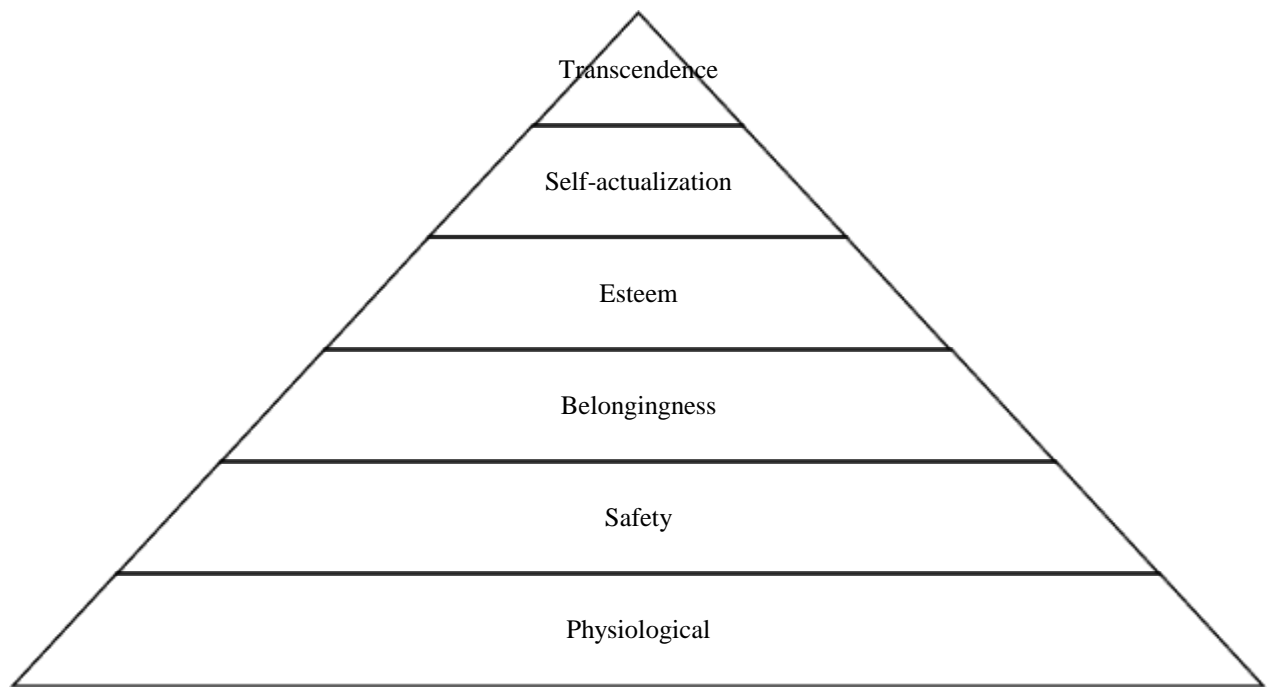 Transcendence
Self-actualization
Esteem
Belongingness
Safety
Physiological